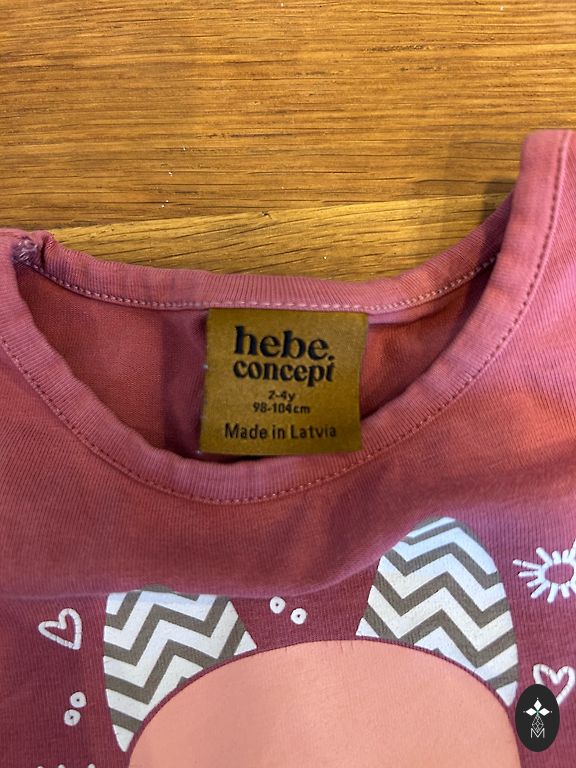 hebe.
concept
2-4y
98-104cm
Made in Latvia
M